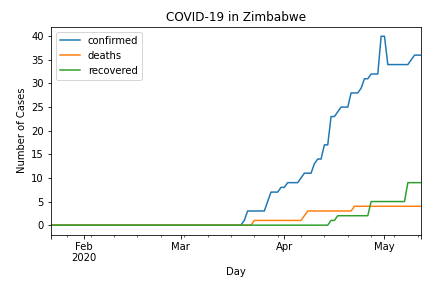 COVID-19 in Zimbabwe
confirmed
deaths
recovered
Number of Cases
40
35
30
25
20
15
10
5
0
Feb Mar Apr May
2020
Day